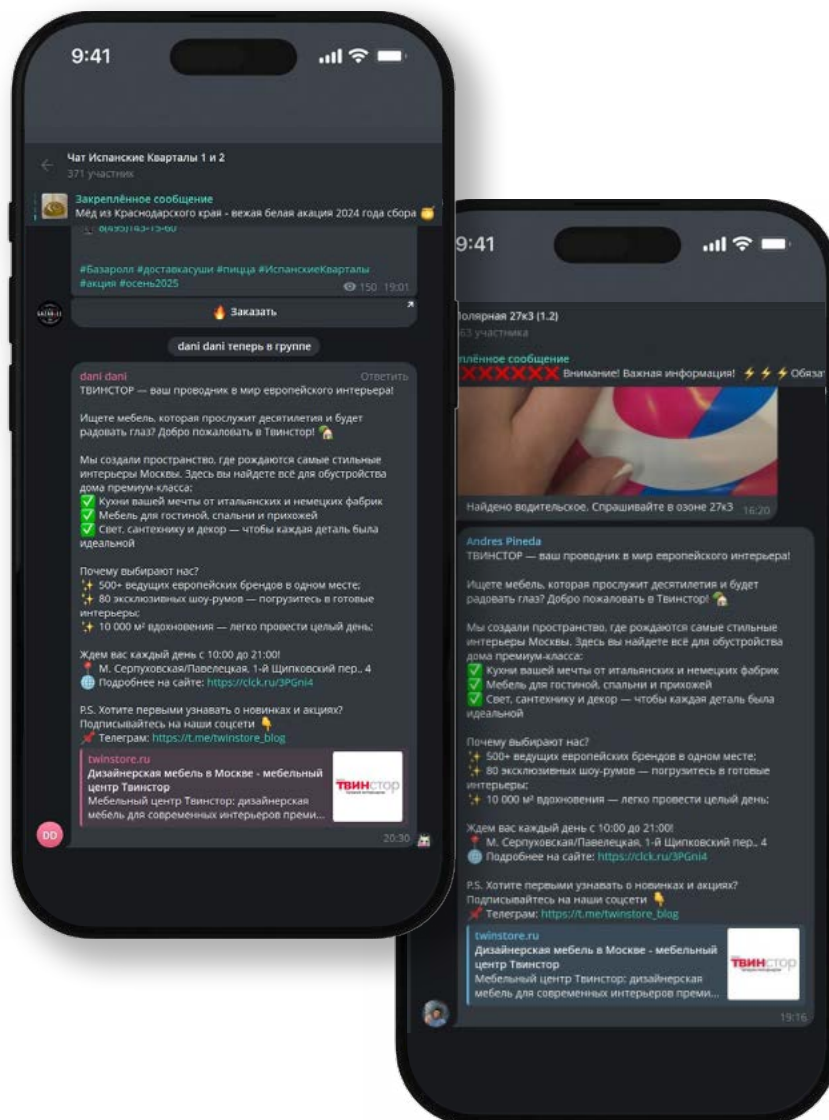 9:41
Чат Испанские Кварталы 1 и 2
371 участник
Закреплённое сообщение
Мёд из Краснодарского края - вежая белая акация 2024 года сбора
8(495)143-15-60
#Базаролл #доставкасуши #пицца #ИспанскиеКварталы
#акция #осень2025
150 19:01
Заказать
dani dani теперь в группе
dani dani
Ответить
ТВИНСТОР — ваш проводник в мир европейского интерьера!
Ищете мебель, которая прослужит десятилетия и будет
радовать глаз? Добро пожаловать в Твинстор!
Мы создали пространство, где рождаются самые стильные
интерьеры Москвы. Здесь вы найдете всё для обустройства
дома премиум-класса:
✅ Кухни вашей мечты от итальянских и немецких фабрик
✅ Мебель для гостиной, спальни и прихожей
✅ Свет, сантехнику и декор — чтобы каждая деталь была
идеальной
Почему выбирают нас?
✨ 500+ ведущих европейских брендов в одном месте;
✨ 80 эксклюзивных шоу-румов — погрузитесь в готовые
интерьеры;
✨ 10 000 м² вдохновения — легко провести целый день;
Ждем вас каждый день с 10:00 до 21:00!
📍 М. Серпуховская/Павелецкая, 1-й Щипковский пер., 4
🌐 Подробнее на сайте: https://clck.ru/3PGni4
P.S. Хотите первыми узнавать о новинках и акциях?
Подписывайтесь на наши соцсети 👇
📌 Телеграм: https://t.me/twinstore_blog
twinstore.ru
Дизайнерская мебель в Москве - мебельный
центр Твинстор
Мебельный центр Твинстор: дизайнерская
мебель для современных интерьеров преми...
ТВИНСТОР
DD
20:30
9:41
Полярная 27к3 (1.2)
63 участника
плённое сообщение
❌❌❌❌❌❌ Внимание! Важная информация! ⚡⚡⚡Обяза
Найдено водительское. Спрашивайте в озоне 27к3
16:20
Andres Pineda
ТВИНСТОР — ваш проводник в мир европейского интерьера!
Ищете мебель, которая прослужит десятилетия и будет
радовать глаз? Добро пожаловать в Твинстор!
Мы создали пространство, где рождаются самые стильные
интерьеры Москвы. Здесь вы найдете всё для обустройства
дома премиум-класса:
✅ Кухни вашей мечты от итальянских и немецких фабрик
✅ Мебель для гостиной, спальни и прихожей
✅ Свет, сантехнику и декор — чтобы каждая деталь была
идеальной
Почему выбирают нас?
✨ 500+ ведущих европейских брендов в одном месте;
✨ 80 эксклюзивных шоу-румов — погрузитесь в готовые
интерьеры;
✨ 10 000 м² вдохновения — легко провести целый день;
Ждем вас каждый день с 10:00 до 21:00!
📍 М. Серпуховская/Павелецкая, 1-й Щипковский пер., 4
🌐 Подробнее на сайте: https://clck.ru/3PGni4
P.S. Хотите первыми узнавать о новинках и акциях?
Подписывайтесь на наши соцсети 👇
📌 Телеграм: https://t.me/twinstore_blog
twinstore.ru
Дизайнерская мебель в Москве - мебельный
центр Твинстор
Мебельный центр Твинстор: дизайнерская
мебель для современных интерьеров преми...
ТВИНСТОР
19:16